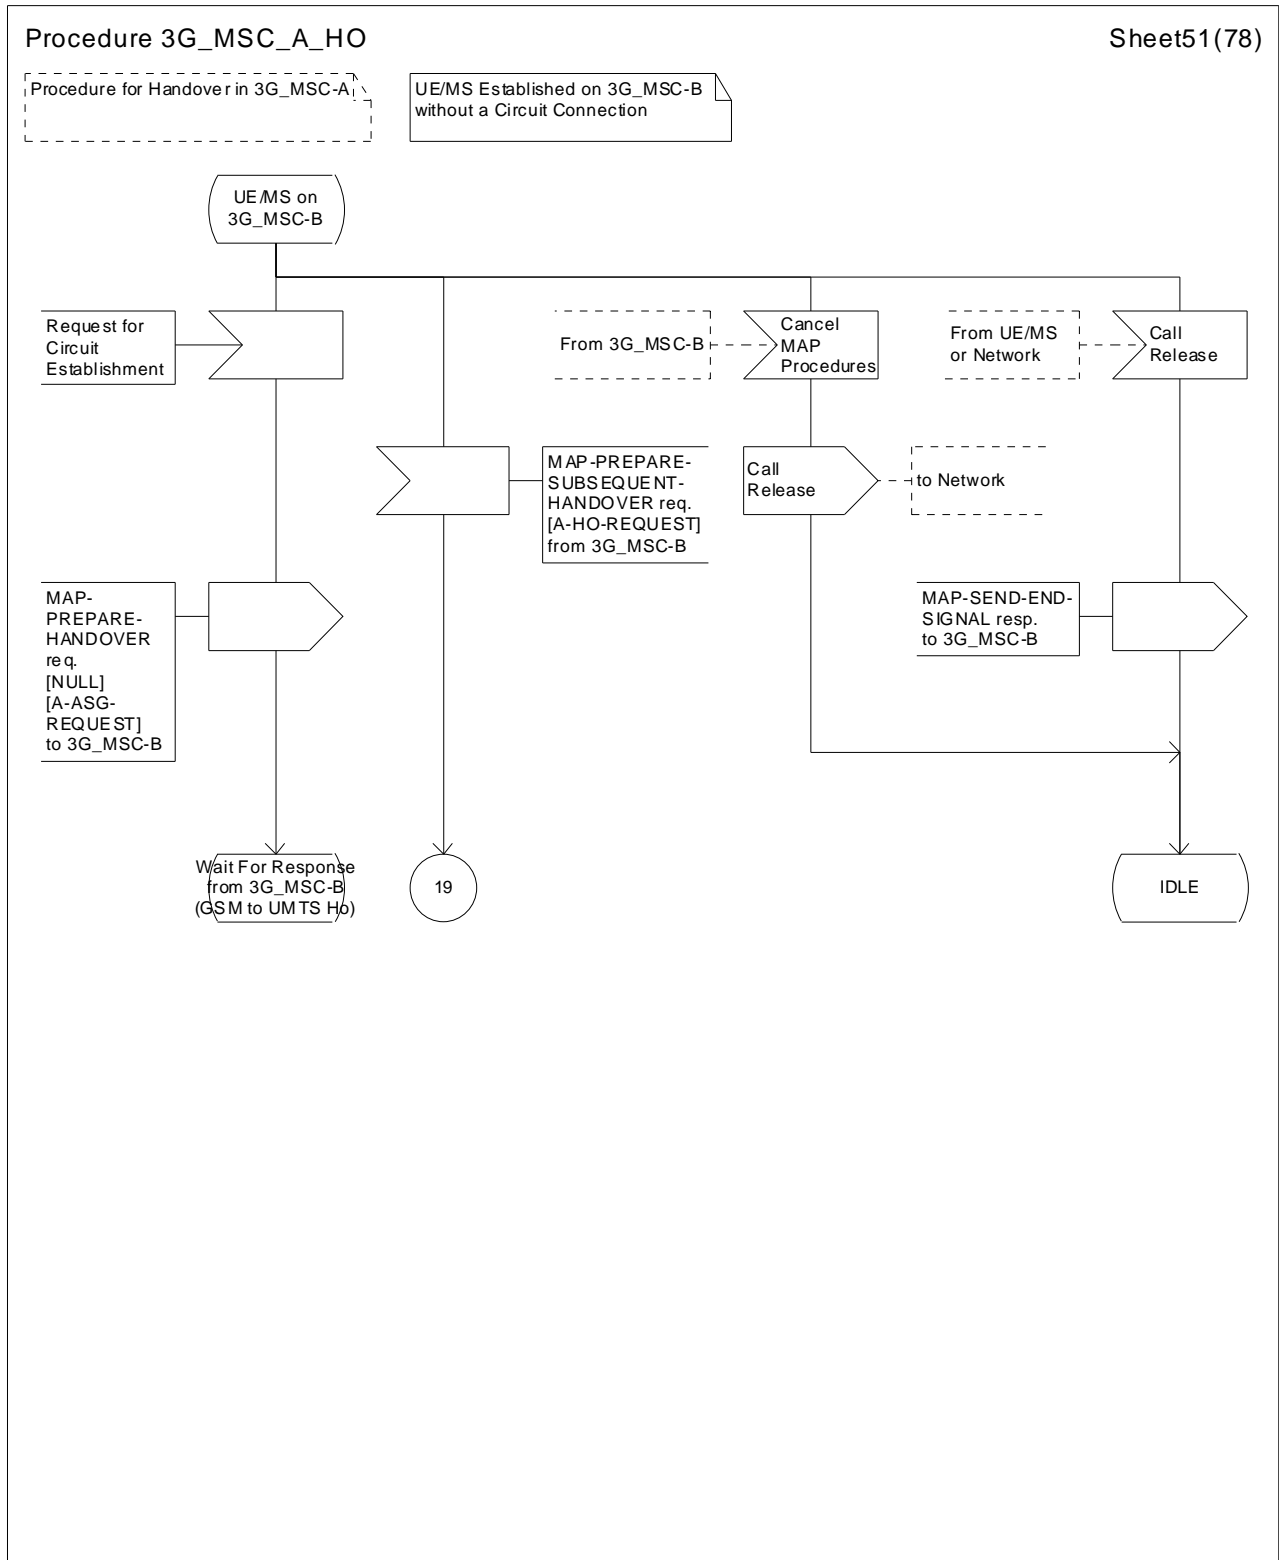 Procedure 3G_MSC_A_HO
Sheet51(78)
Procedure for Handover in 3G_MSC-A
UE/MS Established on 3G_MSC-B
without a Circuit Connection
UE/MS on
3G_MSC-B
Request for
Circuit
Establishment
From 3G_MSC-B
Cancel
MAP
Procedures
From UE/MS
or Network
Call
Release
MAP-PREPARE-
SUBSEQUENT-
HANDOVER req.
[A-HO-REQUEST]
from 3G_MSC-B
Call
Release
to Network
MAP-
PREPARE-
HANDOVER
req.
[NULL]
[A-ASG-
REQUEST]
to 3G_MSC-B
MAP-SEND-END-
SIGNAL resp.
to 3G_MSC-B
Wait For Response
from 3G_MSC-B
(GSM to UMTS Ho)
19
IDLE